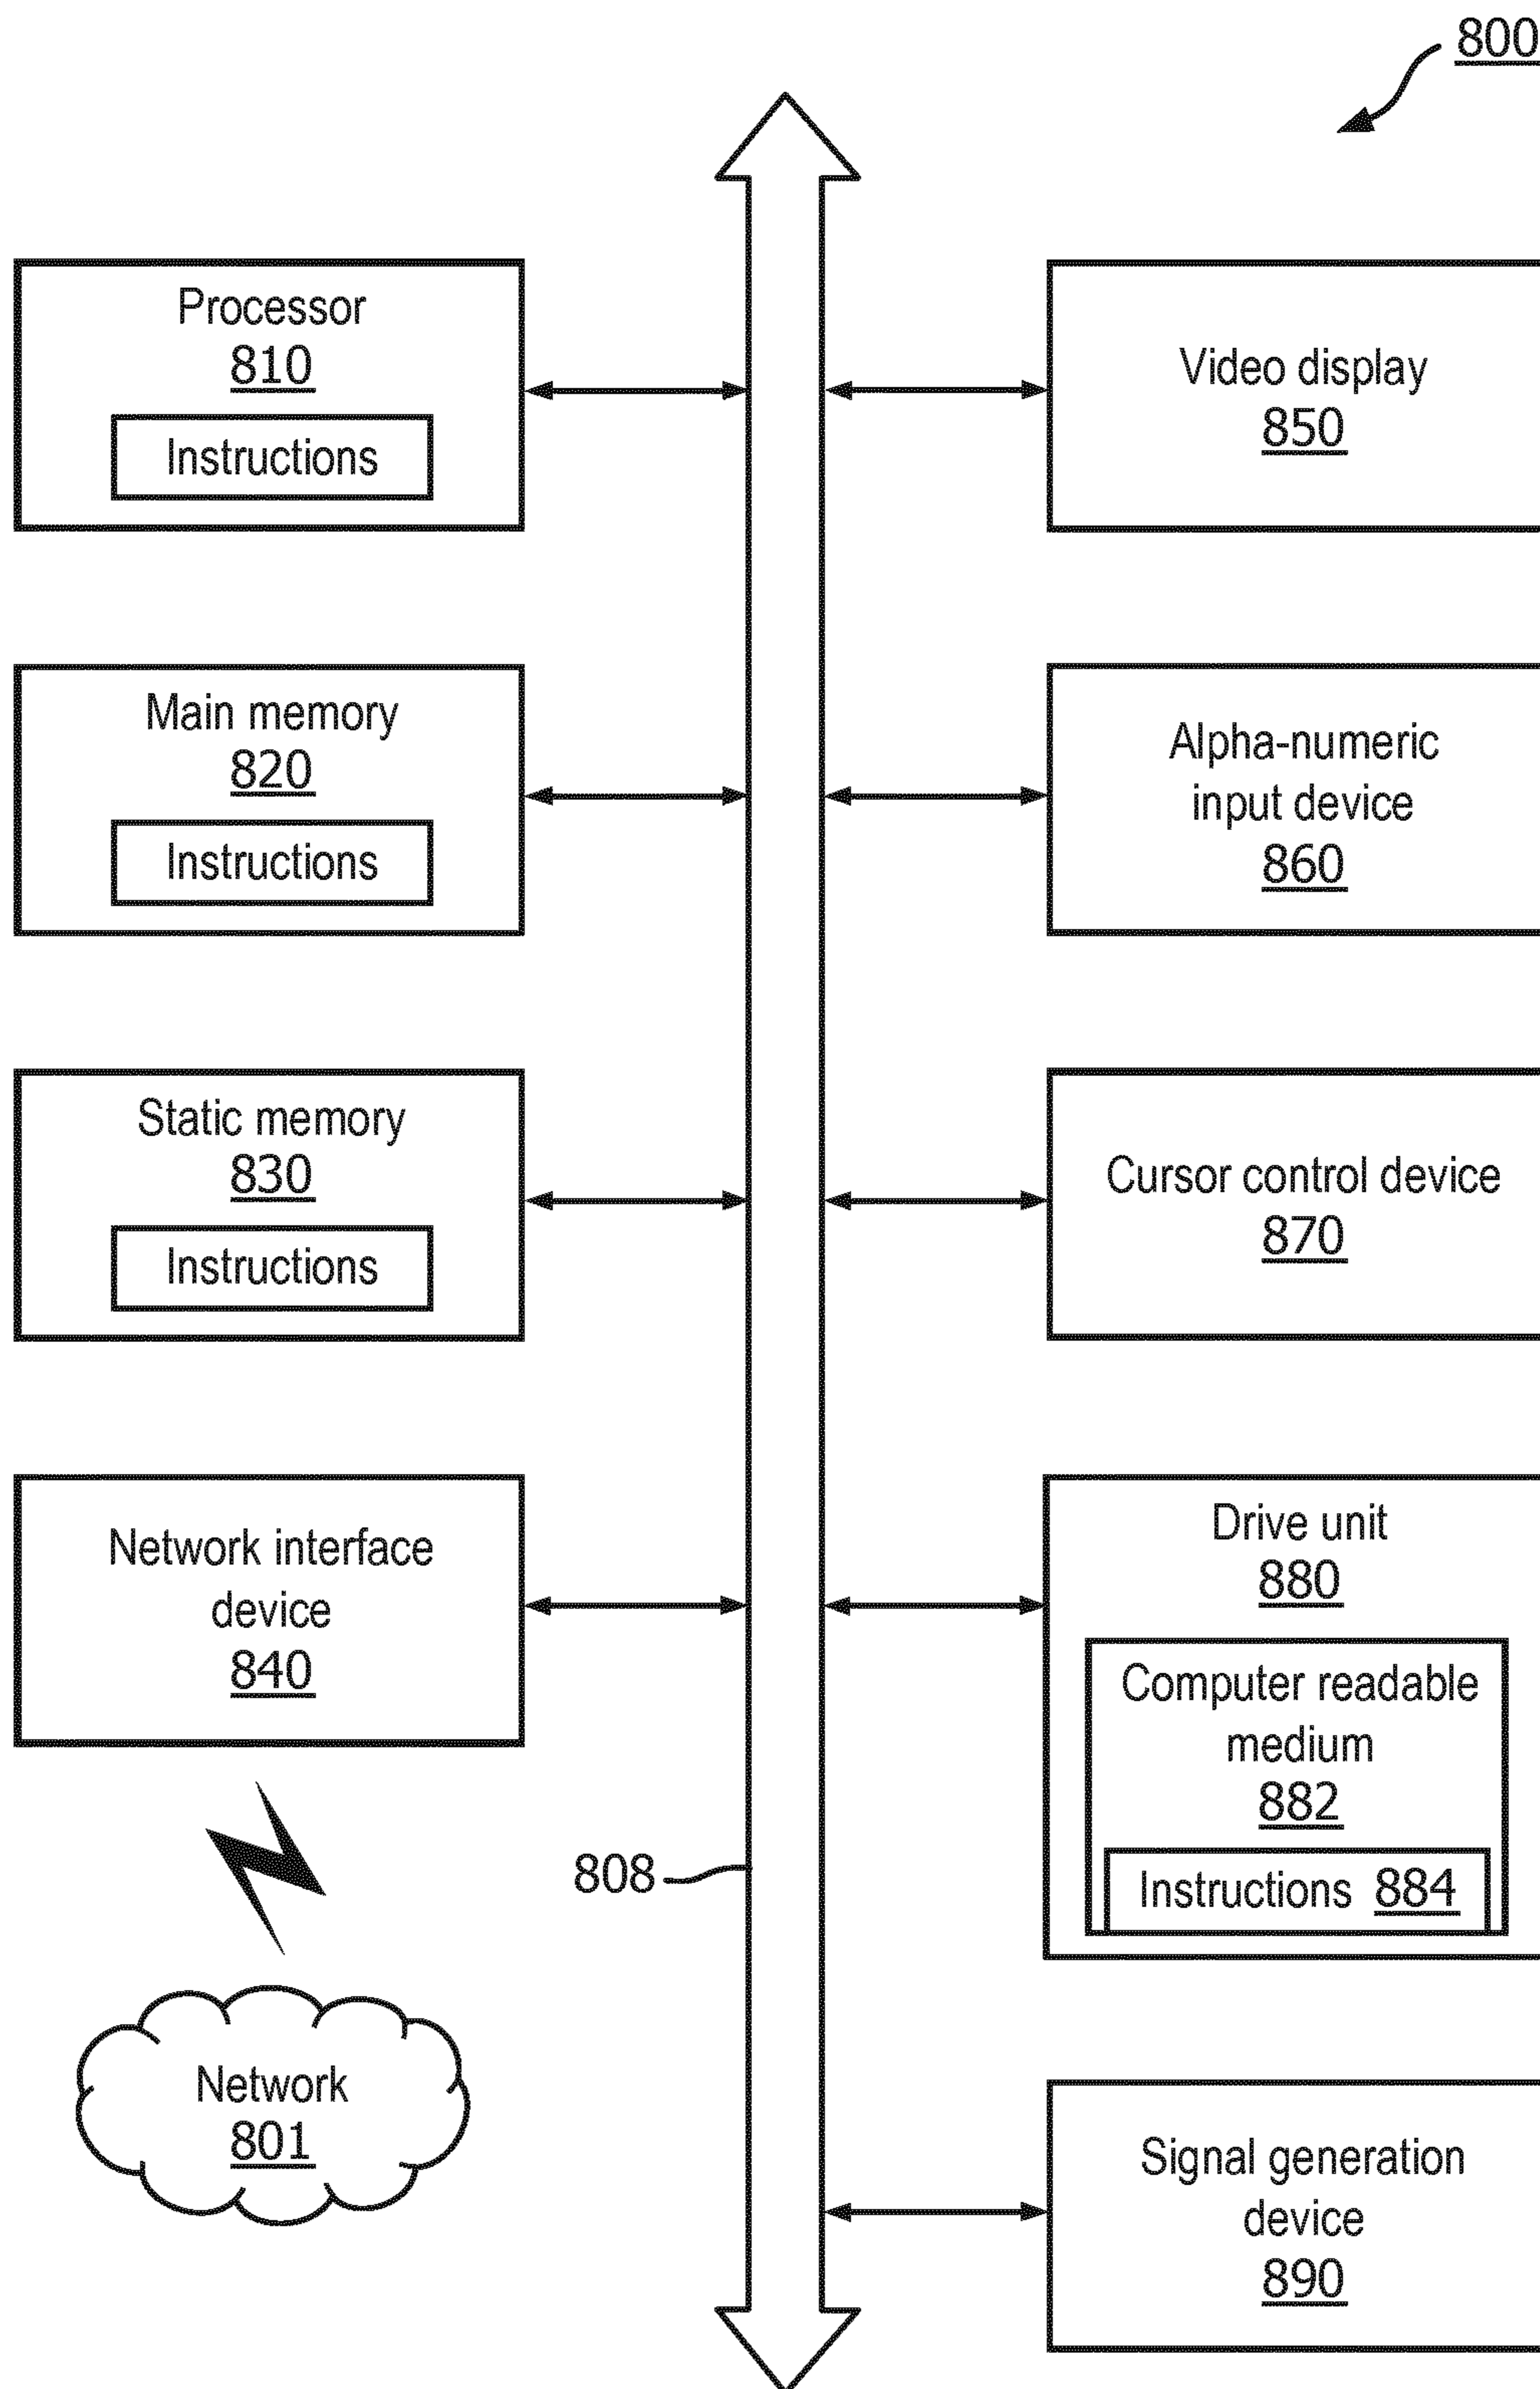 800
Processor
810
Instructions
Main memory
820
Instructions
Static memory
830
Instructions
Network interface
device
840
Network
801
808
Video display
850
Alpha-numeric
input device
860
Cursor control device
870
Drive unit
880
Computer readable
medium
882
Instructions 884
Signal generation
device
890